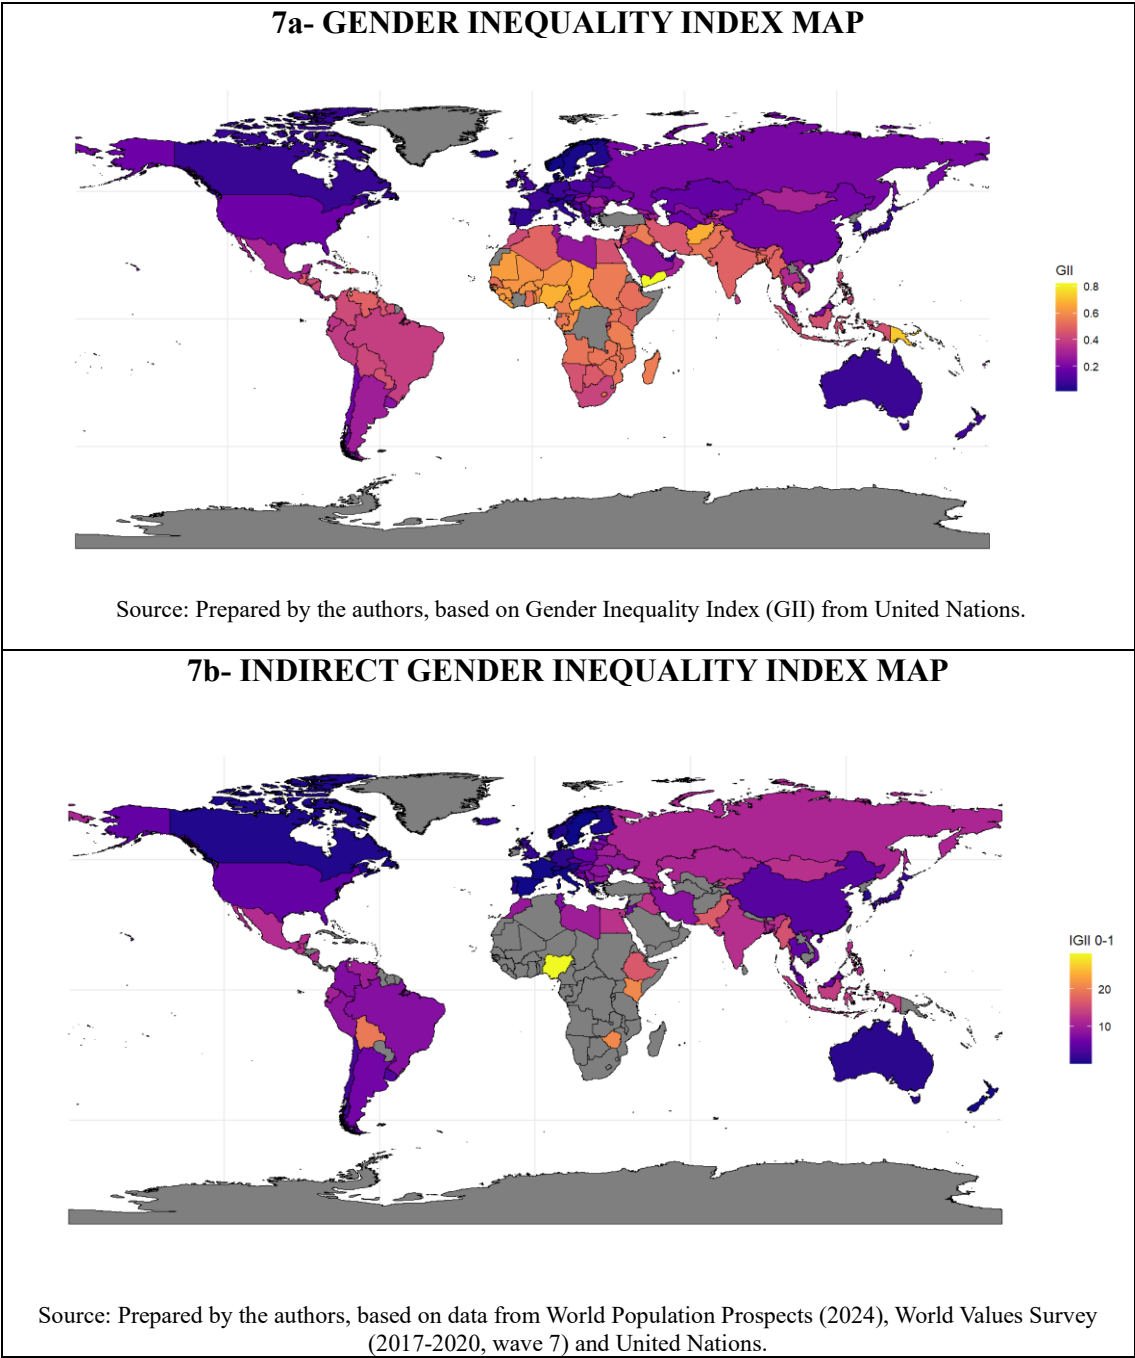 7a- GENDER INEQUALITY INDEX MAP
GII
0.8
0.6
0.4
0.2
Source: Prepared by the authors, based on Gender Inequality Index (GII) from United Nations.
7b- INDIRECT GENDER INEQUALITY INDEX MAP
IGII 0-1
20
10
Source: Prepared by the authors, based on data from World Population Prospects (2024), World Values Survey
(2017-2020, wave 7) and United Nations.